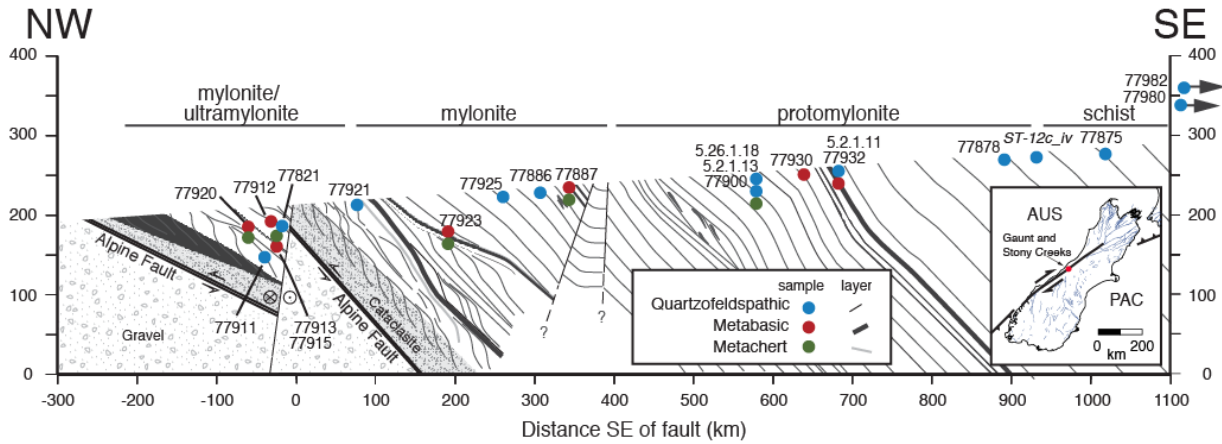 NW
SE
400
300
200
100
0
400
300
200
100
0
mylonite/
ultramylonite
mylonite
protomylonite
schist
77982
77980
77920
77912
77821
77921
77925
77886
77887
77923
5.26.1.18
5.2.1.13
77900
77930
5.2.1.11
77932
77878
ST-12c_iv
77875
Alpine Fault
Gravel
77911
77913
77915
Cataclasite
Alpine Fault
?
?
sample
layer
Quartzofeldspathic
Metabasic
Metachert
AUS
Gaunt and
Stony Creeks
PAC
0
200
km
-300
-200
-100
0
100
200
300
400
500
600
700
800
900
1000
1100
Distance SE of fault (km)